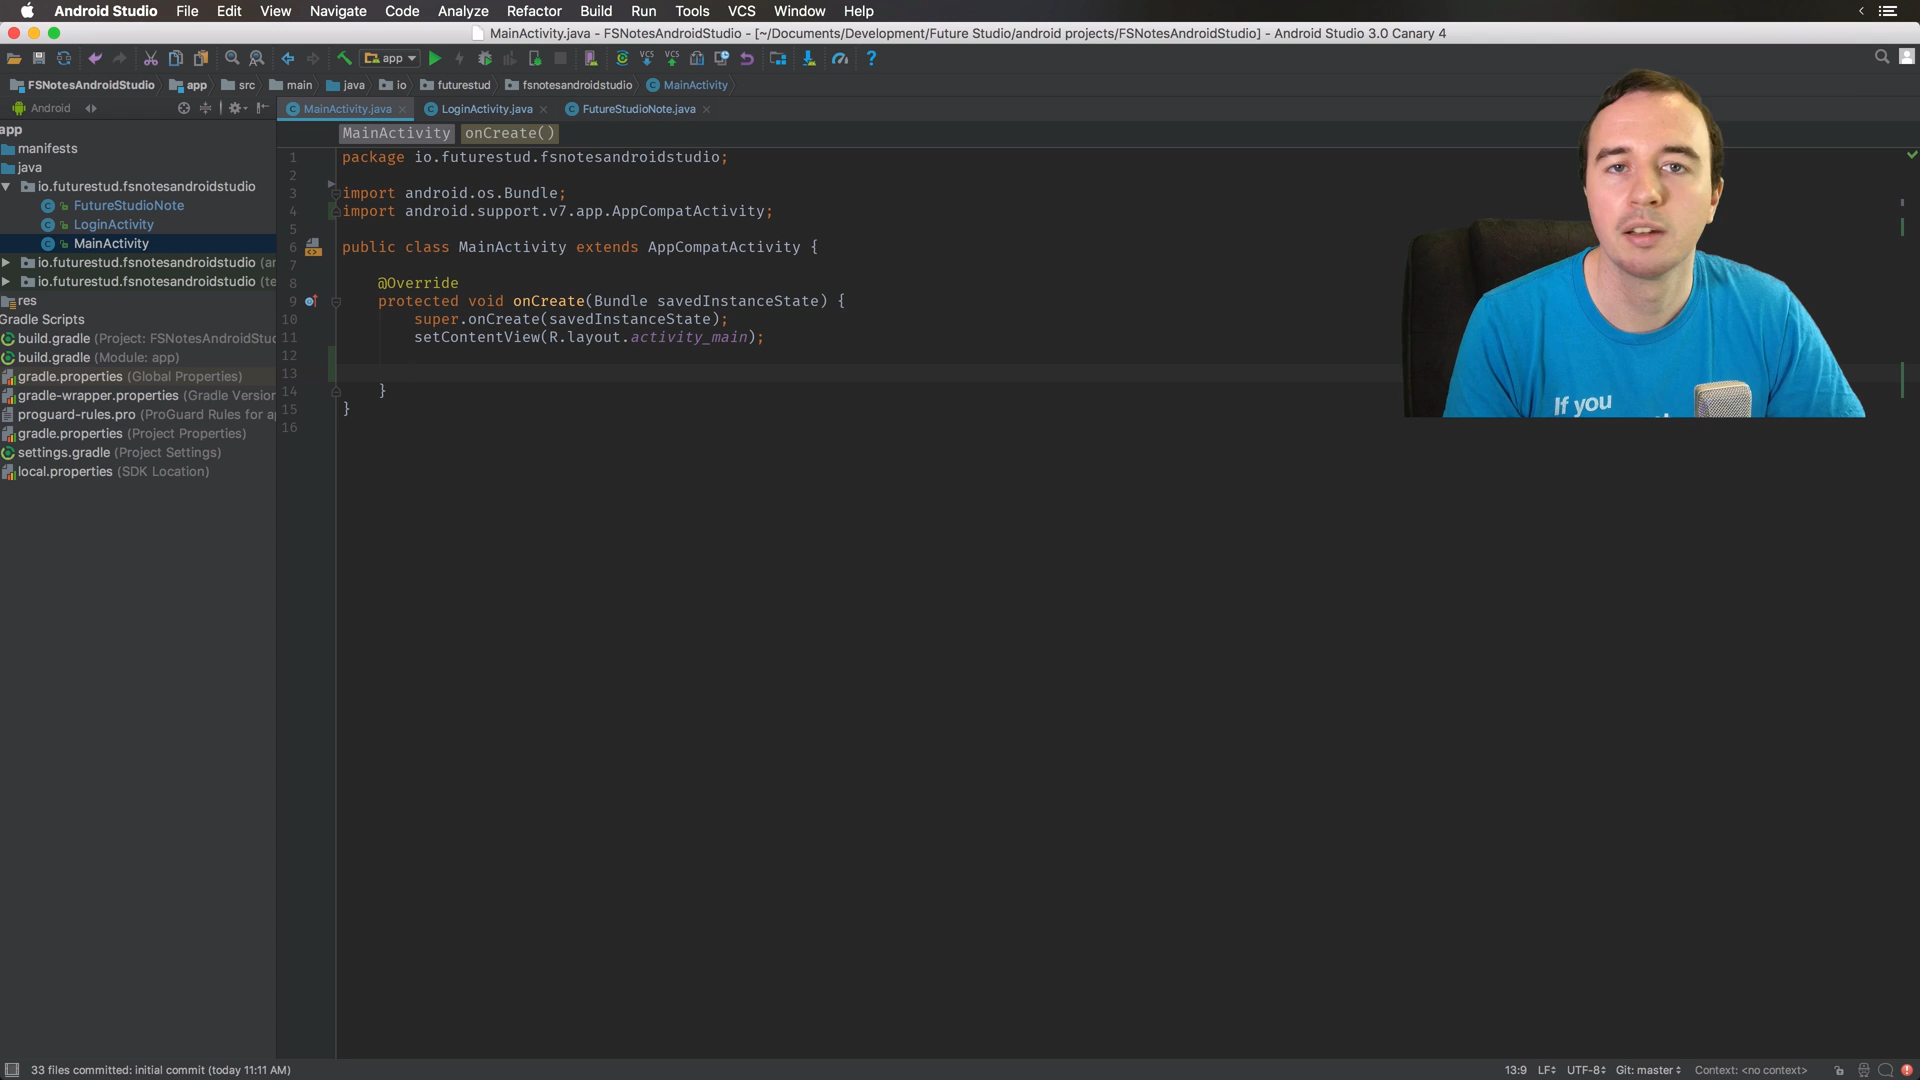 Android Studio File Edit View Navigate Code Analyze Refactor Build Run Tools VCS Window Help
MainActivity.java - FSNotesAndroidStudio - [~/Documents/Development/Future Studio/android projects/FSNotesAndroidStudio] - Android Studio 3.0 Canary 4
app
FSNotesAndroidStudio app src main java io futurestud fsnotesandroidstudio MainActivity
Android MainActivity.java LoginActivity.java FutureStudioNote.java
MainActivity onCreate()
app
manifests
java
io.futurestud.fsnotesandroidstudio
FutureStudioNote
LoginActivity
MainActivity
io.futurestud.fsnotesandroidstudio (ar
io.futurestud.fsnotesandroidstudio (te
res
Gradle Scripts
build.gradle (Project: FSNotesAndroidStu
build.gradle (Module: app)
gradle.properties (Global Properties)
gradle-wrapper.properties (Gradle Version
proguard-rules.pro (ProGuard Rules for ap
gradle.properties (Project Properties)
settings.gradle (Project Settings)
local.properties (SDK Location)
1 package io.futurestud.fsnotesandroidstudio;
2
3 import android.os.Bundle;
4 import android.support.v7.app.AppCompatActivity;
5
6 public class MainActivity extends AppCompatActivity {
7
8 @Override
9 protected void onCreate(Bundle savedInstanceState) {
10 super.onCreate(savedInstanceState);
11 setContentView(R.layout.activity_main);
12
13
14 }
15 }
16
If you
33 files committed: initial commit (today 11:11 AM) 13:9 LF UTF-8 Git: master Context: <no context>